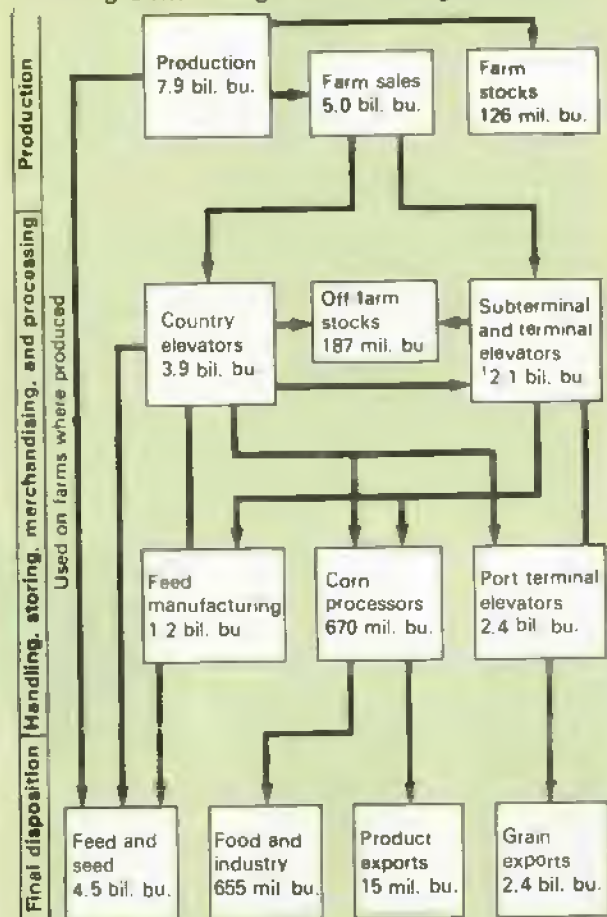 Production
7.9 bil. bu.
Farm sales
5.0 bil. bu.
Farm
stocks
126 mil. bu.
Country
elevators
3.9 bil. bu.
Off farm
stocks
187 mil. bu
Subterminal
and terminal
elevators
¹2 1 bil. bu
Feed
manufacturing
1 2 bil. bu
Corn
processors
670 mil. bu.
Port terminal
elevators
2.4 bil. bu.
Feed and
seed
4.5 bil. bu.
Food and
industry
655 mil bu.
Product
exports
15 mil. bu.
Grain
exports
2.4 bil. bu.
Production
Handling, storing, merchandising, and processing
Final disposition
Used on farms where produced